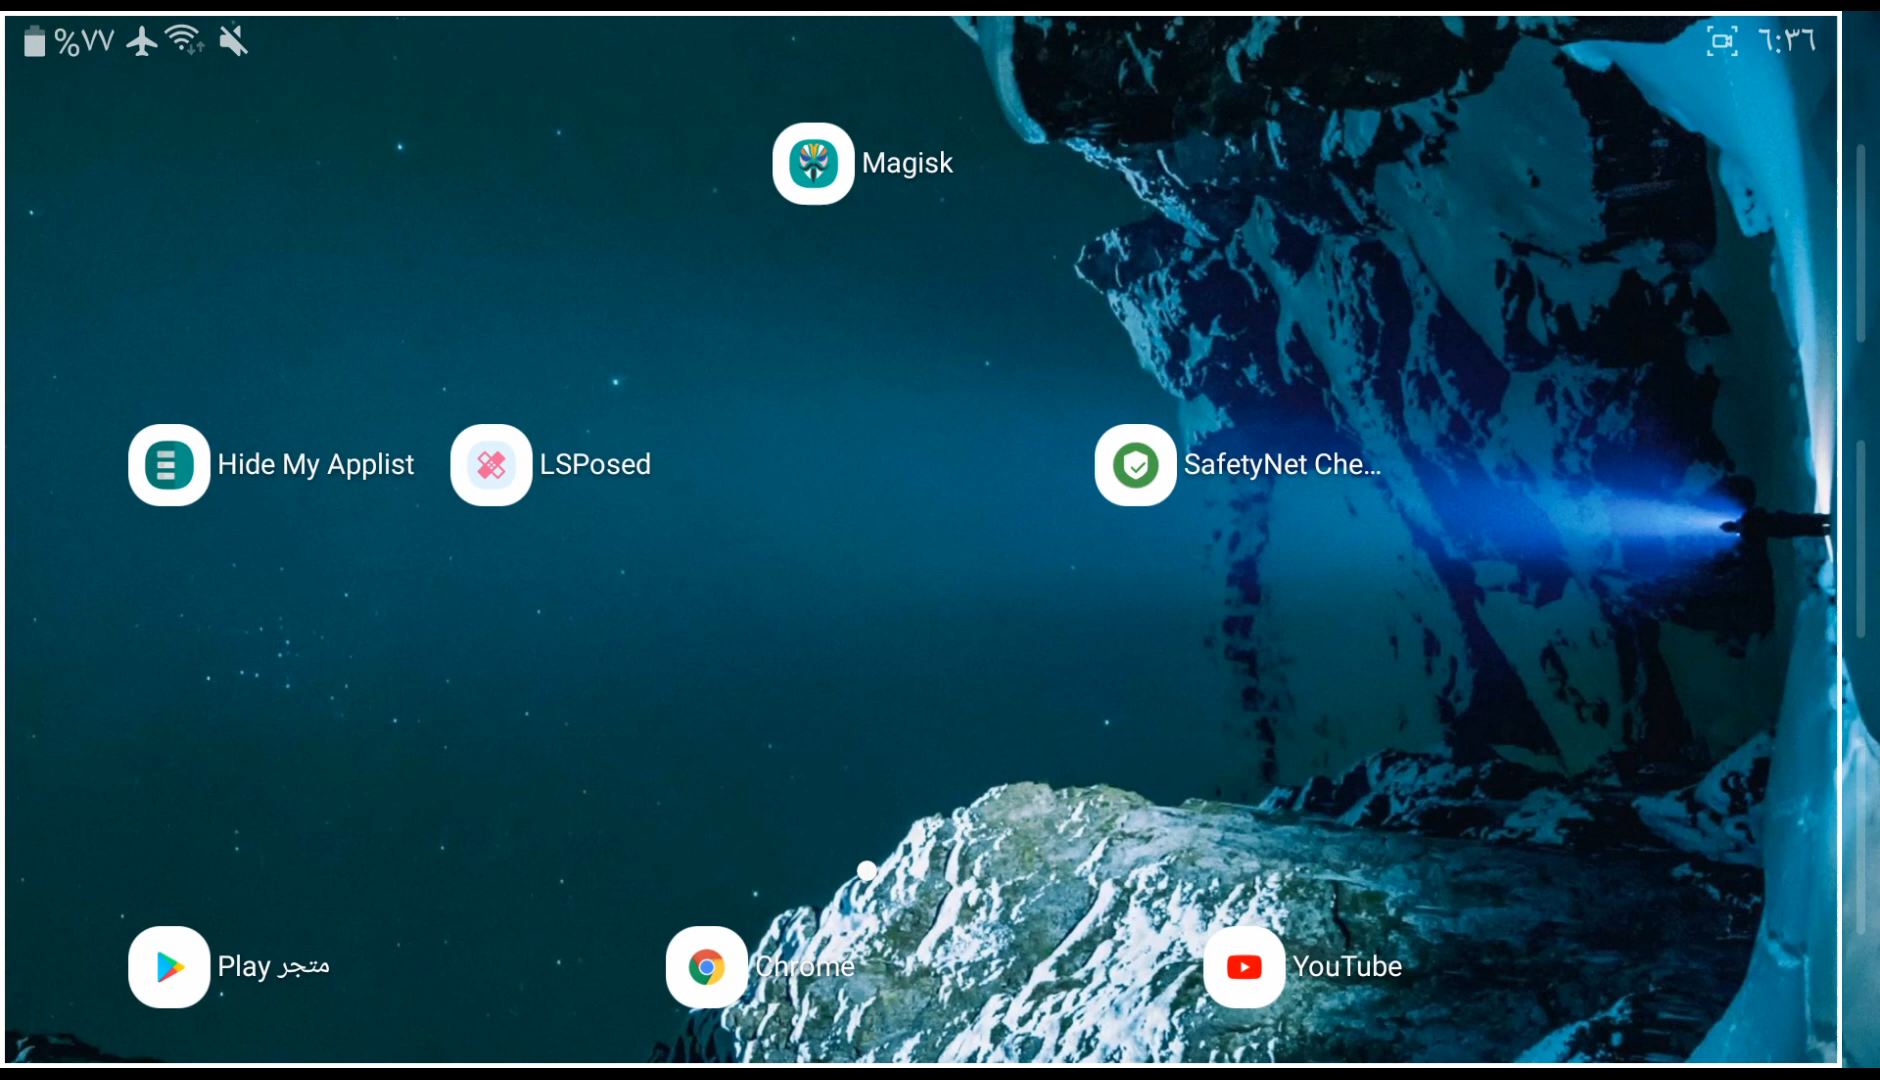 %٧٧
٦:٣٦
Magisk
Hide My Applist
LSPosed
SafetyNet Che...
متجر Play
Chrome
YouTube